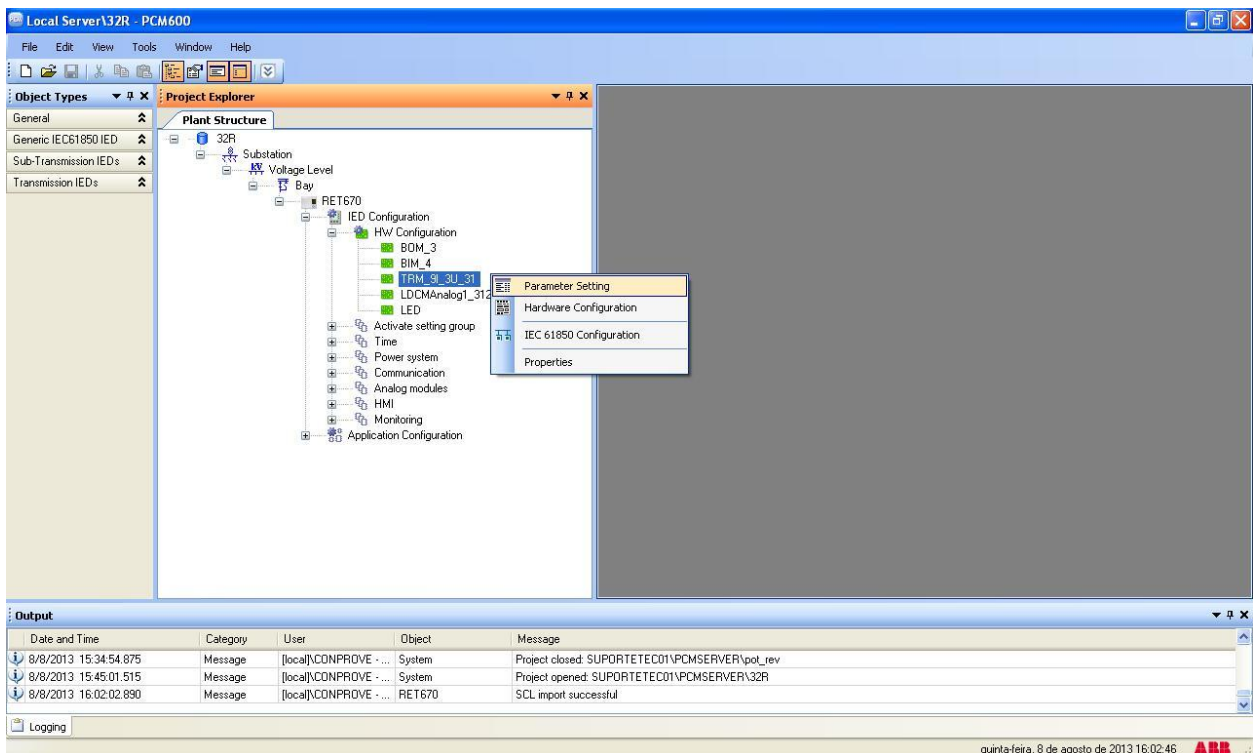 Local Server\32R - PCM600
File Edit View Tools Window Help
Object Types
General
Generic IEC61850 IED
Sub-Transmission IEDs
Transmission IEDs
Project Explorer
Plant Structure
32R
Substation
Voltage Level
Bay
RET670
IED Configuration
HW Configuration
BOM_3
BIM_4
TRM_9I_3U_31
LDCMAnalog1_312
LED
Activate setting group
Time
Power system
Communication
Analog modules
HMI
Monitoring
Application Configuration
Parameter Setting
Hardware Configuration
IEC 61850 Configuration
Properties
Output
Date and Time Category User Object Message
8/8/2013 15:34:54.875 Message [local]\CONPROVE - ... System Project closed: SUPORTETEC01\PCMSERVER\pot_rev
8/8/2013 15:45:01.515 Message [local]\CONPROVE - ... System Project opened: SUPORTETEC01\PCMSERVER\32R
8/8/2013 16:02:02.890 Message [local]\CONPROVE - ... RET670 SCL import successful
Logging
quinta-feira, 8 de agosto de 2013 16:02:46 ABB